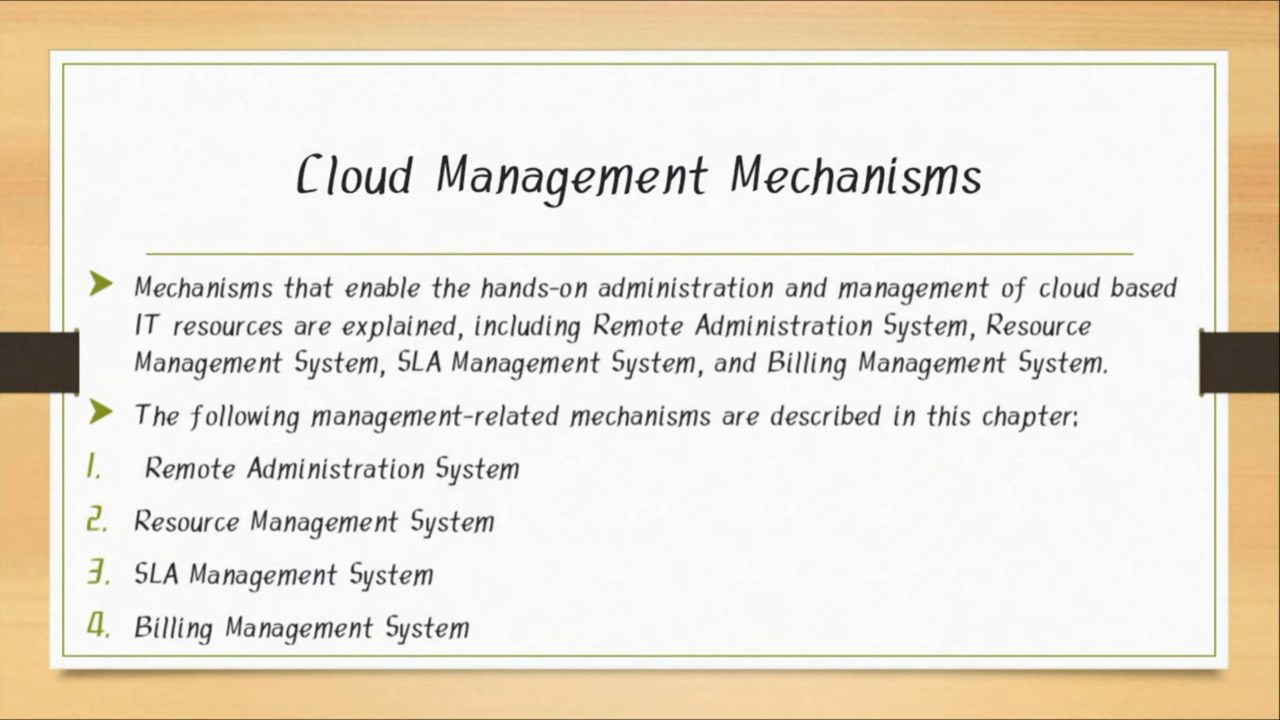 Cloud Management Mechanisms
Mechanisms that enable the hands-on administration and management of cloud based
IT resources are explained, including Remote Administration System, Resource
Management System, SLA Management System, and Billing Management System.
The following management-related mechanisms are described in this chapter:
1. Remote Administration System
2. Resource Management System
3. SLA Management System
4. Billing Management System